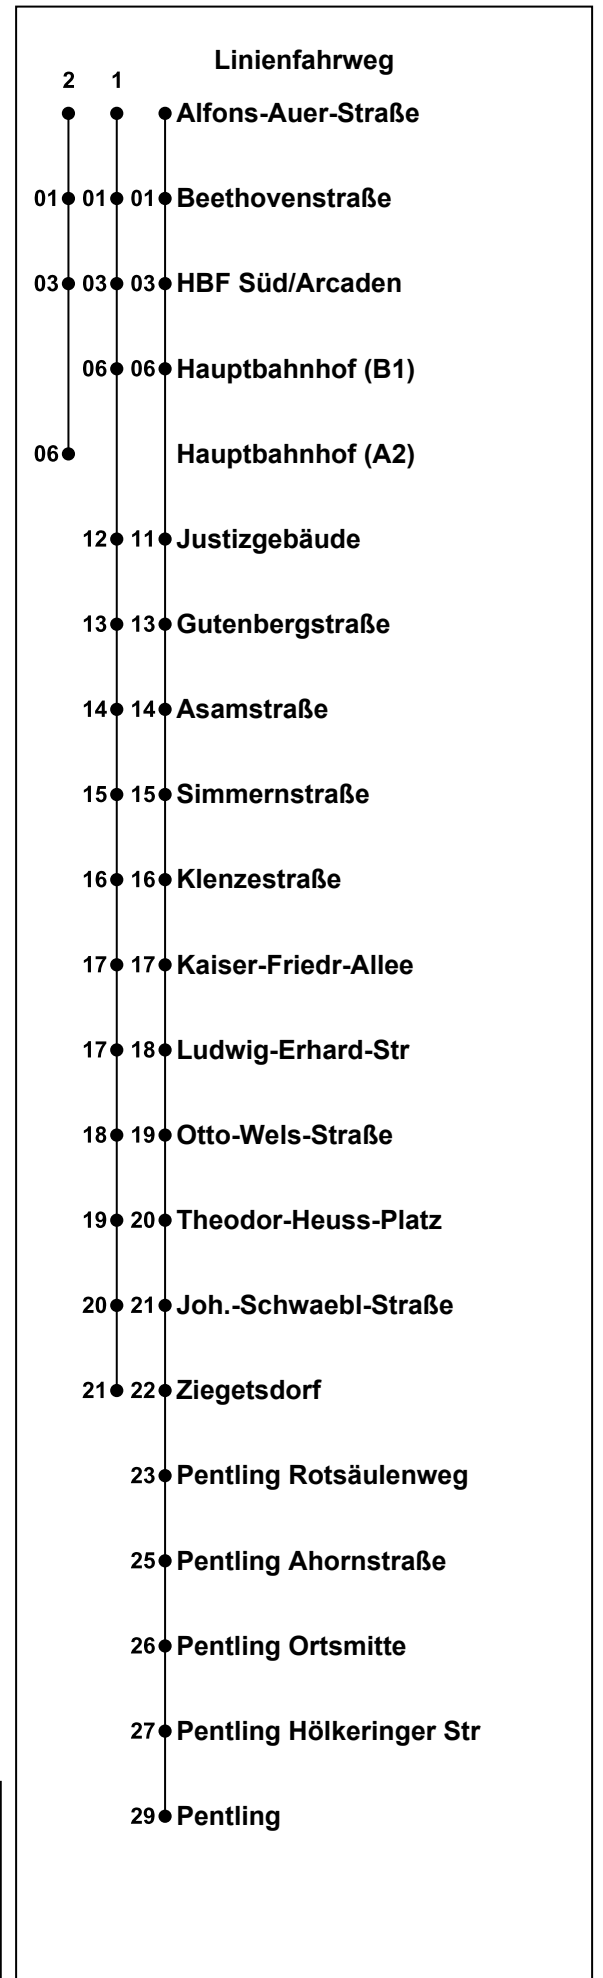 Linienfahrweg
2 1
Alfons-Auer-Straße
01 01 01 Beethovenstraße
03 03 03 HBF Süd/Arcaden
06 06 Hauptbahnhof (B1)
06 Hauptbahnhof (A2)
12 11 Justizgebäude
13 13 Gutenbergstraße
14 14 Asamstraße
15 15 Simmernstraße
16 16 Klenzestraße
17 17 Kaiser-Friedr-Allee
17 18 Ludwig-Erhard-Str
18 19 Otto-Wels-Straße
19 20 Theodor-Heuss-Platz
20 21 Joh.-Schwaebl-Straße
21 22 Ziegetsdorf
23 Pentling Rotsäulenweg
25 Pentling Ahornstraße
26 Pentling Ortsmitte
27 Pentling Hölkeringer Str
29 Pentling